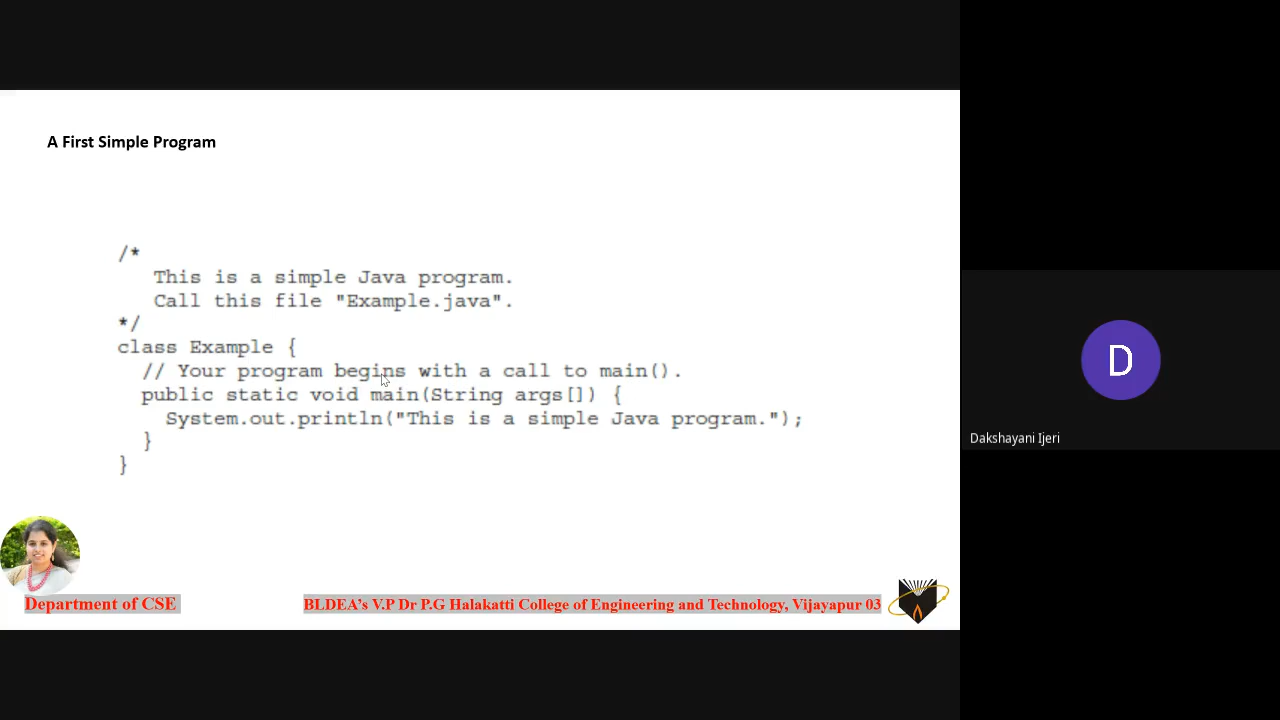 A First Simple Program
/*
This is a simple Java program.
Call this file "Example.java".
*/
class Example {
// Your program begins with a call to main().
public static void main(String args[]) {
System.out.println("This is a simple Java program.");
}
}
D
Dakshayani Ijeri
Department of CSE
BLDEA's V.P Dr P.G Halakatti College of Engineering and Technology, Vijayapur 03